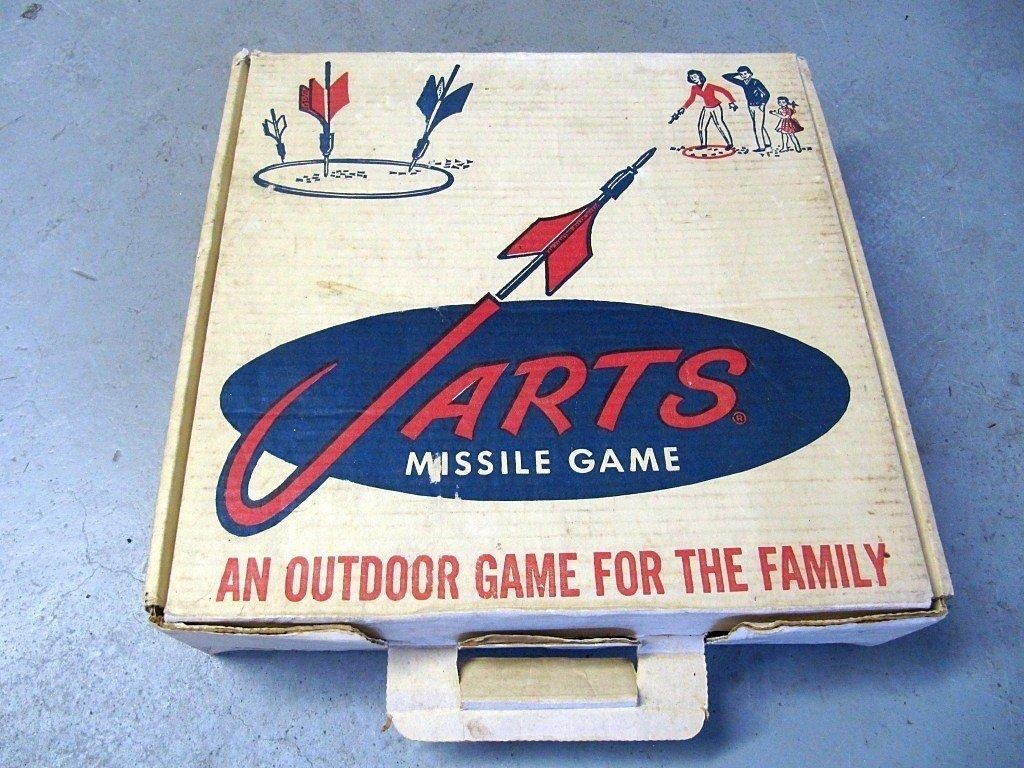 JARTS®
MISSILE GAME
AN OUTDOOR GAME FOR THE FAMILY